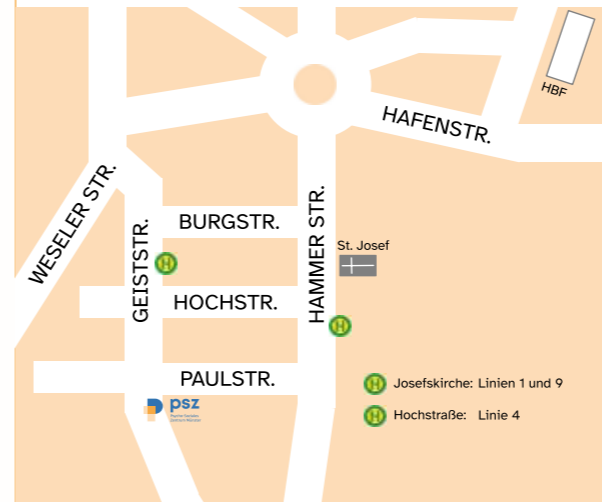 HBF
HAFENSTR.
WESELER STR.
GEISTSTR.
BURGSTR.
HAMMER STR.
St. Josef
H
HOCHSTR.
H
PAULSTR.
psz
H Josefskirche: Linien 1 und 9
H Hochstraße: Linie 4